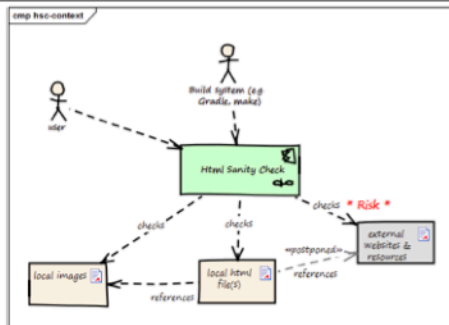 cmp hsc-context
Build system (e.g
Gradle, make)
user
Html Sanity Check
checks
checks
checks
* Risk *
external
websites &
resources
«postponed»
references
local images
local html
file(s)
references